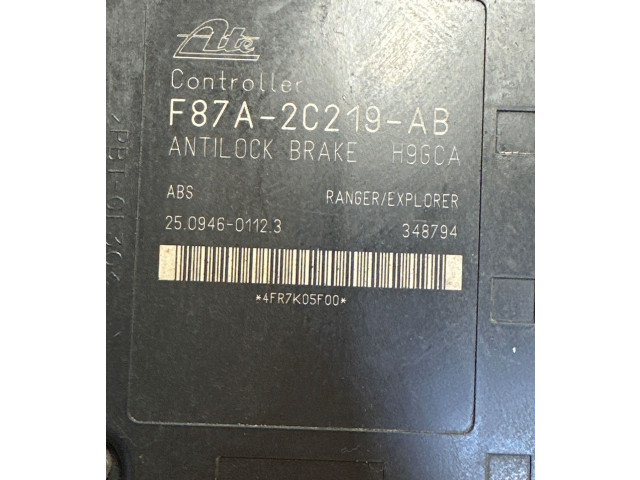 Ate
Controller
F87A-2C219-AB
ANTILOCK BRAKE H9GCA
ABS RANGER/EXPLORER
25.0946-0112.3 348794
*4FR7K05F00*